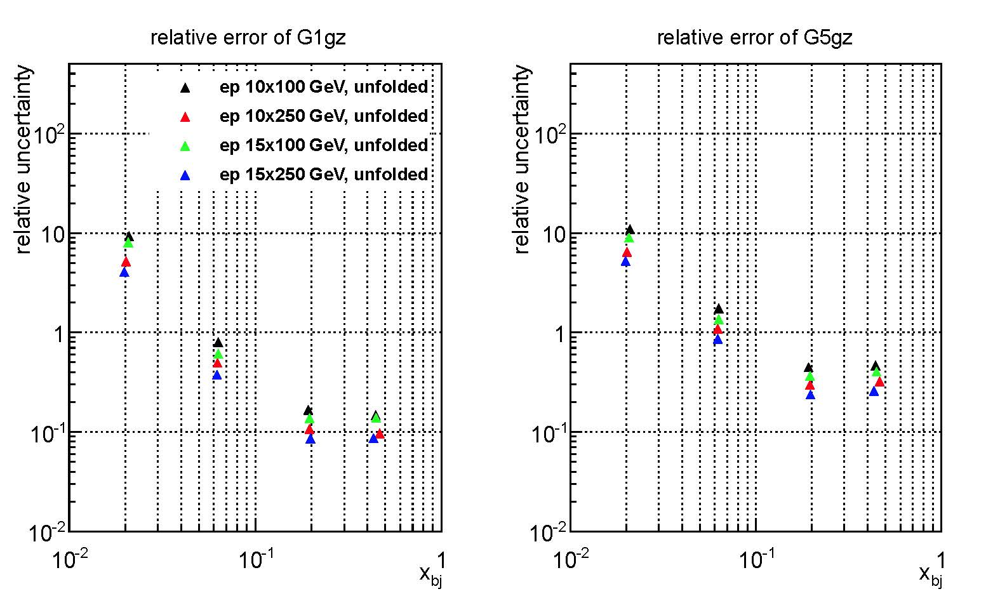 relative error of G1gz
relative uncertainty
10²
10
1
10⁻¹
10⁻²
ep 10x100 GeV, unfolded
ep 10x250 GeV, unfolded
ep 15x100 GeV, unfolded
ep 15x250 GeV, unfolded
10⁻² 10⁻¹ 1
x_bj
relative error of G5gz
relative uncertainty
10²
10
1
10⁻¹
10⁻²
10⁻² 10⁻¹ 1
x_bj